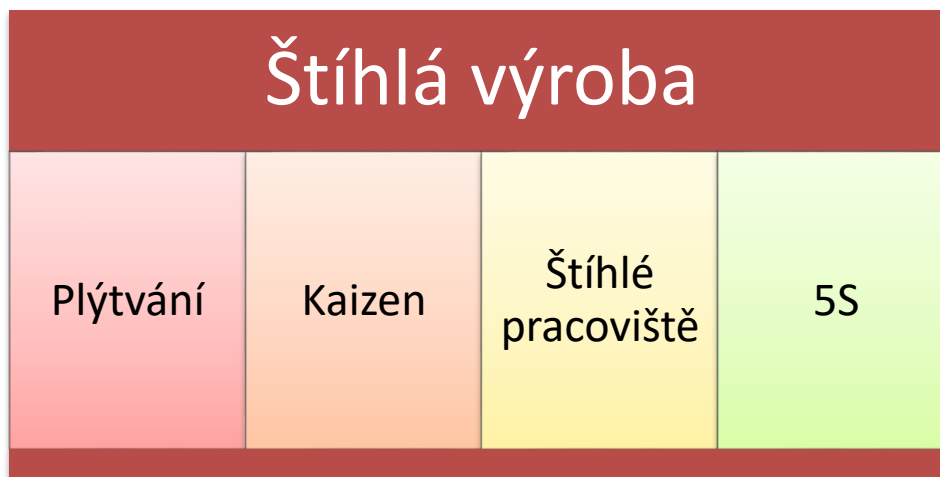 Štíhlá výroba
Plýtvání
Kaizen
Štíhlé
pracoviště
5S